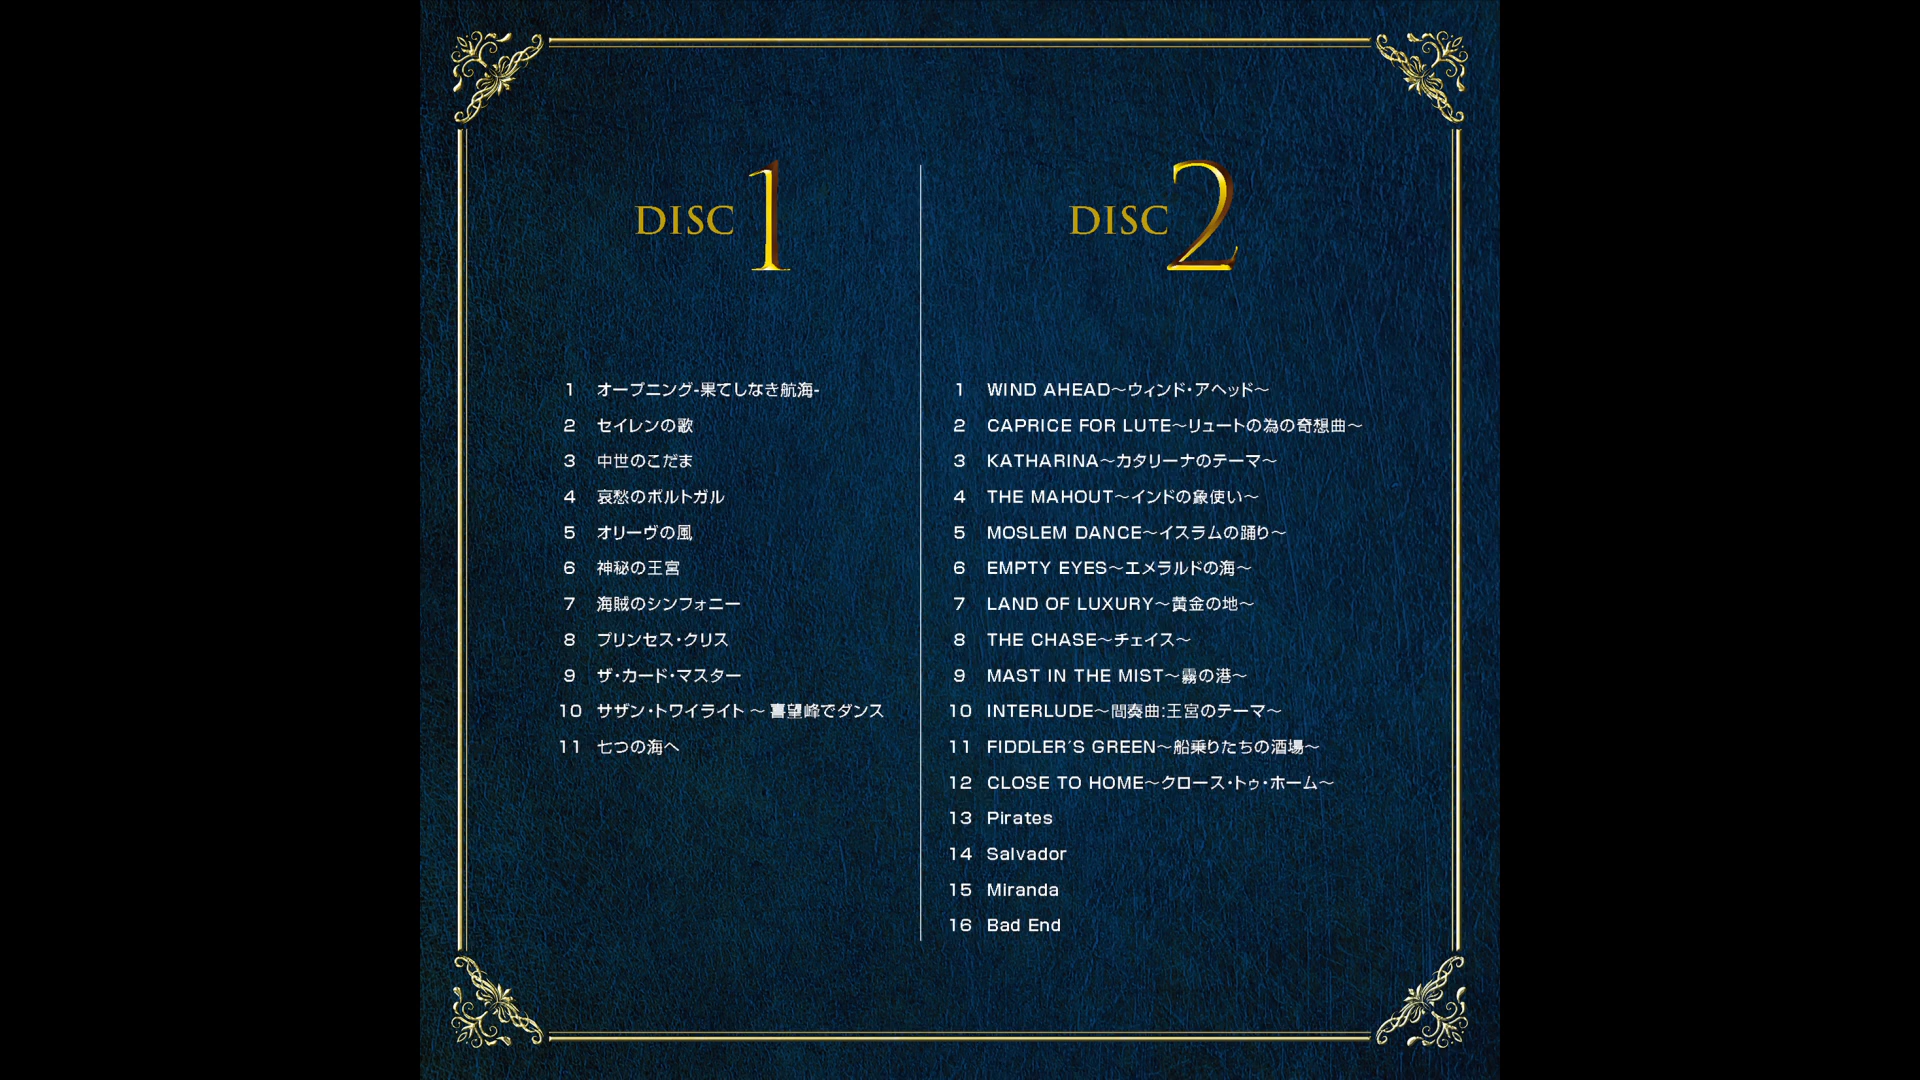 DISC 1
1 オープニング-果てしなき航海-
2 セイレンの歌
3 中世のこだま
4 哀愁のポルトガル
5 オリーヴの風
6 神秘の王宮
7 海賊のシンフォニー
8 プリンセス・クリス
9 ザ・カード・マスター
10 サザン・トワイライト ～ 喜望峰でダンス
11 七つの海へ
DISC 2
1 WIND AHEAD～ウィンド・アヘッド～
2 CAPRICE FOR LUTE～リュートの為の奇想曲～
3 KATHARINA～カタリーナのテーマ～
4 THE MAHOUT～インドの象使い～
5 MOSLEM DANCE～イスラムの踊り～
6 EMPTY EYES～エメラルドの海～
7 LAND OF LUXURY～黄金の地～
8 THE CHASE～チェイス～
9 MAST IN THE MIST～霧の港～
10 INTERLUDE～間奏曲:王宮のテーマ～
11 FIDDLER'S GREEN～船乗りたちの酒場～
12 CLOSE TO HOME～クロース・トゥ・ホーム～
13 Pirates
14 Salvador
15 Miranda
16 Bad End